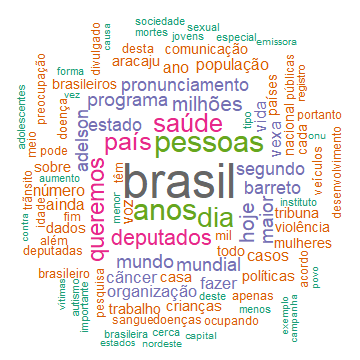 sociedade
mortes
sexual
divulgado
causa
jovens
especial
emissora
desta
comunicação
aracaju
ano
população
forma
vez
brasileiros
pronunciamento
países
públicas
registro
preocupação
doença
programa
milhões
nacional
adolescentes
estado
saúde
vida
tipo
onu
portanto
meio
pode
adelson
país
pessoas
vexa
cada
veículos
desenvolvimento
aumento
sobre
têm
segundo
trânsito
número
queremos
brasil
barreto
instituto
contra
idade
ainda
voz
menor
anos
dia
hoje
maior
tribuna
fim
dados
violência
além
deputados
mil
mulheres
deputadas
mundo
mundial
todo
casos
acordo
povo
brasileiro
câncer
casa
políticas
vítimas
autismo
importante
pesquisa
organização
fazer
deste
apenas
trabalho
crianças
menos
exemplo
campanha
sangue
doenças
ocupando
brasileira
cerca
capital
estados
nordeste